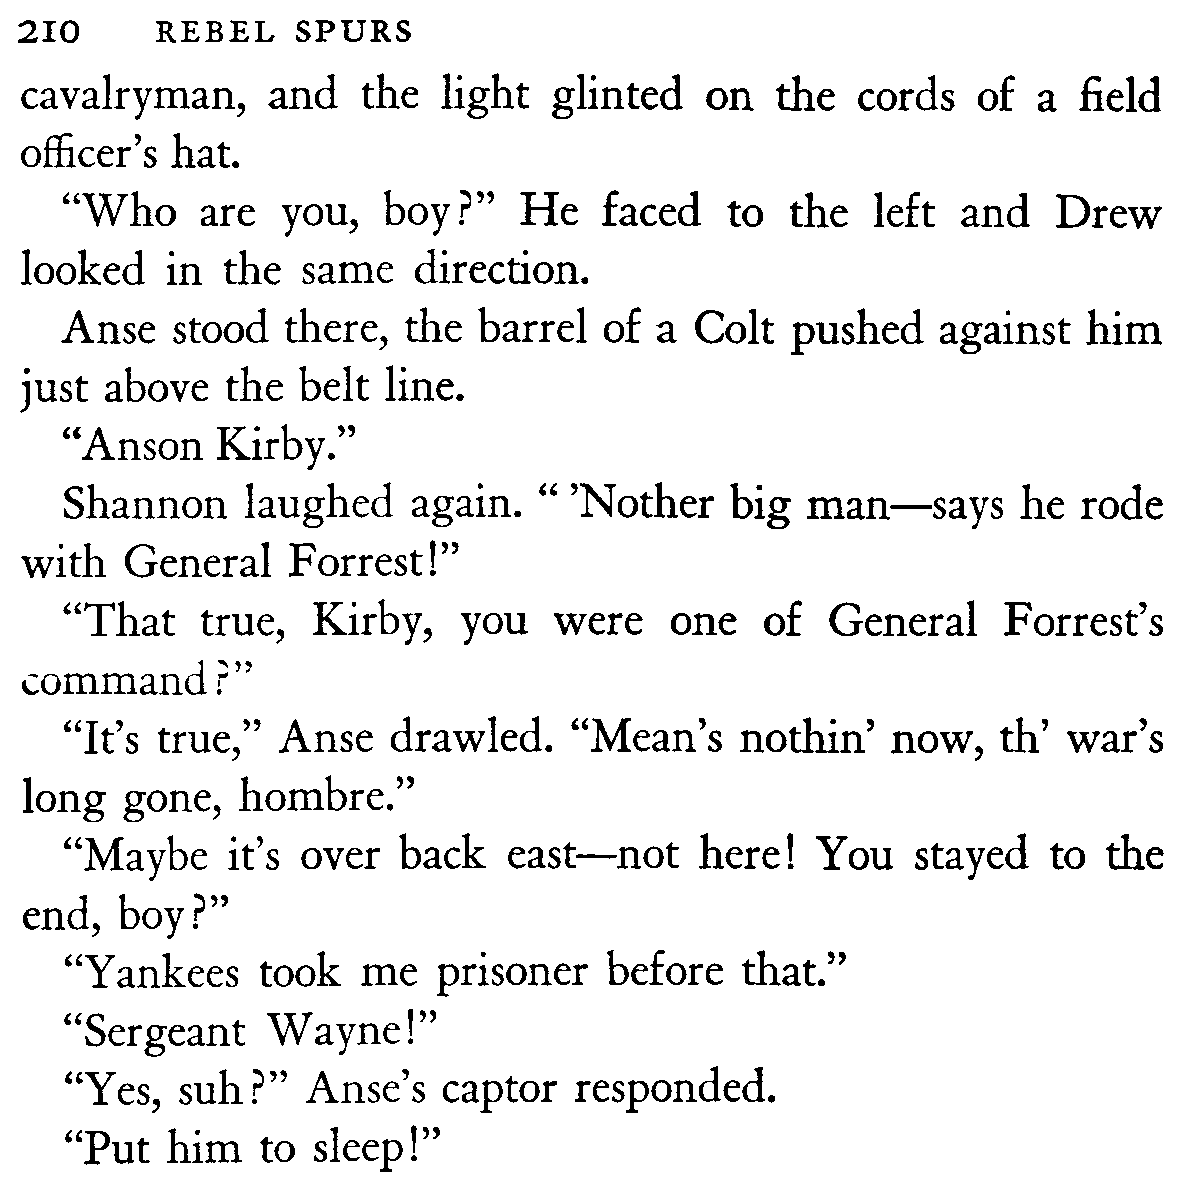 210 REBEL SPURS
cavalryman, and the light glinted on the cords of a field
officer’s hat.
“Who are you, boy?” He faced to the left and Drew
looked in the same direction.
Anse stood there, the barrel of a Colt pushed against him
just above the belt line.
“Anson Kirby.”
Shannon laughed again. “ ’Nother big man—says he rode
with General Forrest!”
“That true, Kirby, you were one of General Forrest’s
command?”
“It’s true,” Anse drawled. “Mean’s nothin’ now, th’ war’s
long gone, hombre.”
“Maybe it’s over back east—not here! You stayed to the
end, boy?”
“Yankees took me prisoner before that.”
“Sergeant Wayne!”
“Yes, suh?” Anse’s captor responded.
“Put him to sleep!”